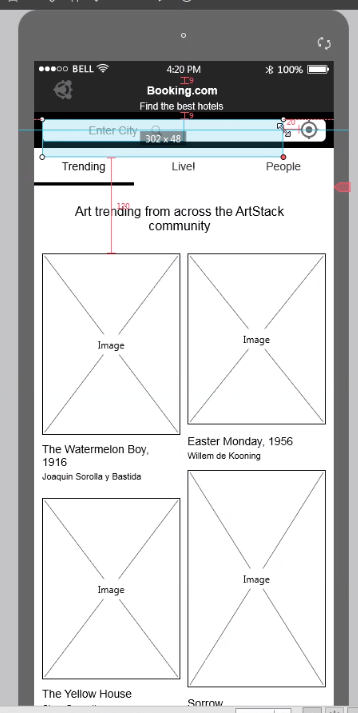 ●●●○○ BELL 4:20 PM 100%
9
Booking.com
Find the best hotels
9
20
Enter City
302 x 48
Trending Live! People
120
Art trending from across the ArtStack
community
Image
Image
The Watermelon Boy,
1916
Joaquin Sorolla y Bastida
Easter Monday, 1956
Willem de Kooning
Image
Image
The Yellow House
Sorrow